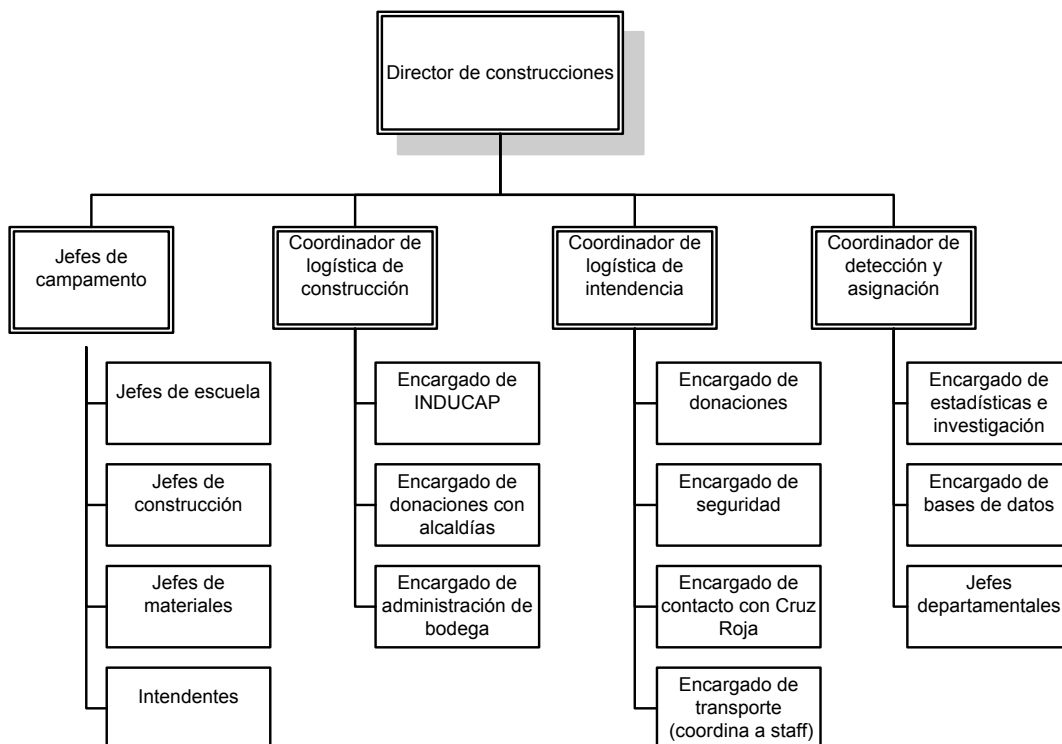 Director de construcciones
Jefes de
campamento
Coordinador de
logística de
construcción
Coordinador de
logística de
intendencia
Coordinador de
detección y
asignación
Jefes de escuela
Jefes de
construcción
Jefes de
materiales
Intendentes
Encargado de
INDUCAP
Encargado de
donaciones con
alcaldías
Encargado de
administración de
bodega
Encargado de
donaciones
Encargado de
seguridad
Encargado de
contacto con Cruz
Roja
Encargado de
transporte
(coordina a staff)
Encargado de
estadísticas e
investigación
Encargado de
bases de datos
Jefes
departamentales